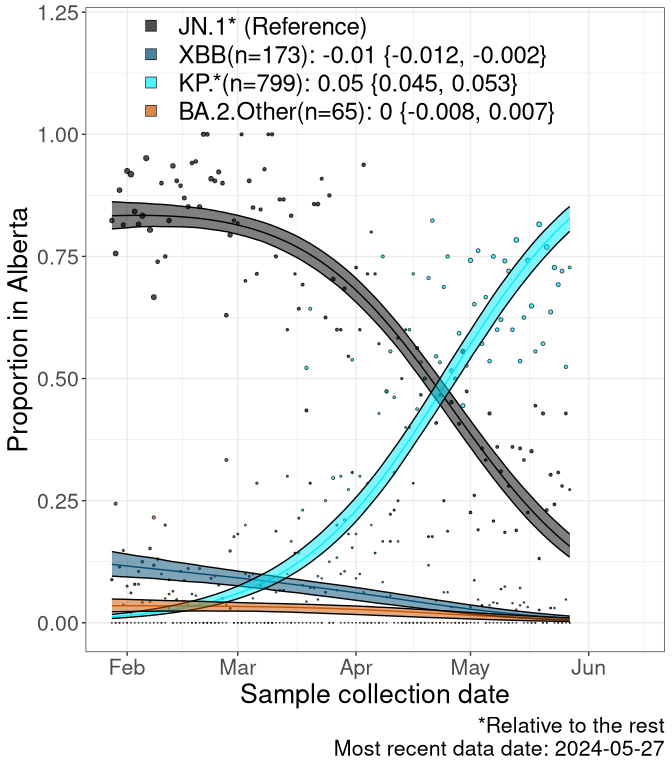 JN.1* (Reference)
XBB(n=173): -0.01 {-0.012, -0.002}
KP.*(n=799): 0.05 {0.045, 0.053}
BA.2.Other(n=65): 0 {-0.008, 0.007}
1.25
1.00
0.75
0.50
0.25
0.00
Proportion in Alberta
Feb Mar Apr May Jun
Sample collection date
*Relative to the rest
Most recent data date: 2024-05-27